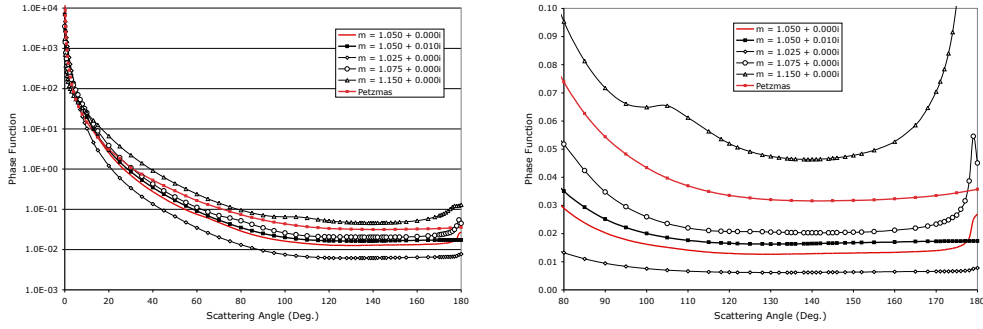 1.0E+04
1.0E+03
1.0E+02
1.0E+01
1.0E+00
1.0E-01
1.0E-02
1.0E-03
Phase Function
0 20 40 60 80 100 120 140 160 180
Scattering Angle (Deg.)
m = 1.050 + 0.000i
m = 1.050 + 0.010i
m = 1.025 + 0.000i
m = 1.075 + 0.000i
m = 1.150 + 0.000i
Petzmas
0.10
0.09
0.08
0.07
0.06
0.05
0.04
0.03
0.02
0.01
0.00
Phase Function
80 90 100 110 120 130 140 150 160 170 180
Scattering Angle (Deg.)
m = 1.050 + 0.000i
m = 1.050 + 0.010i
m = 1.025 + 0.000i
m = 1.075 + 0.000i
m = 1.150 + 0.000i
Petzmas